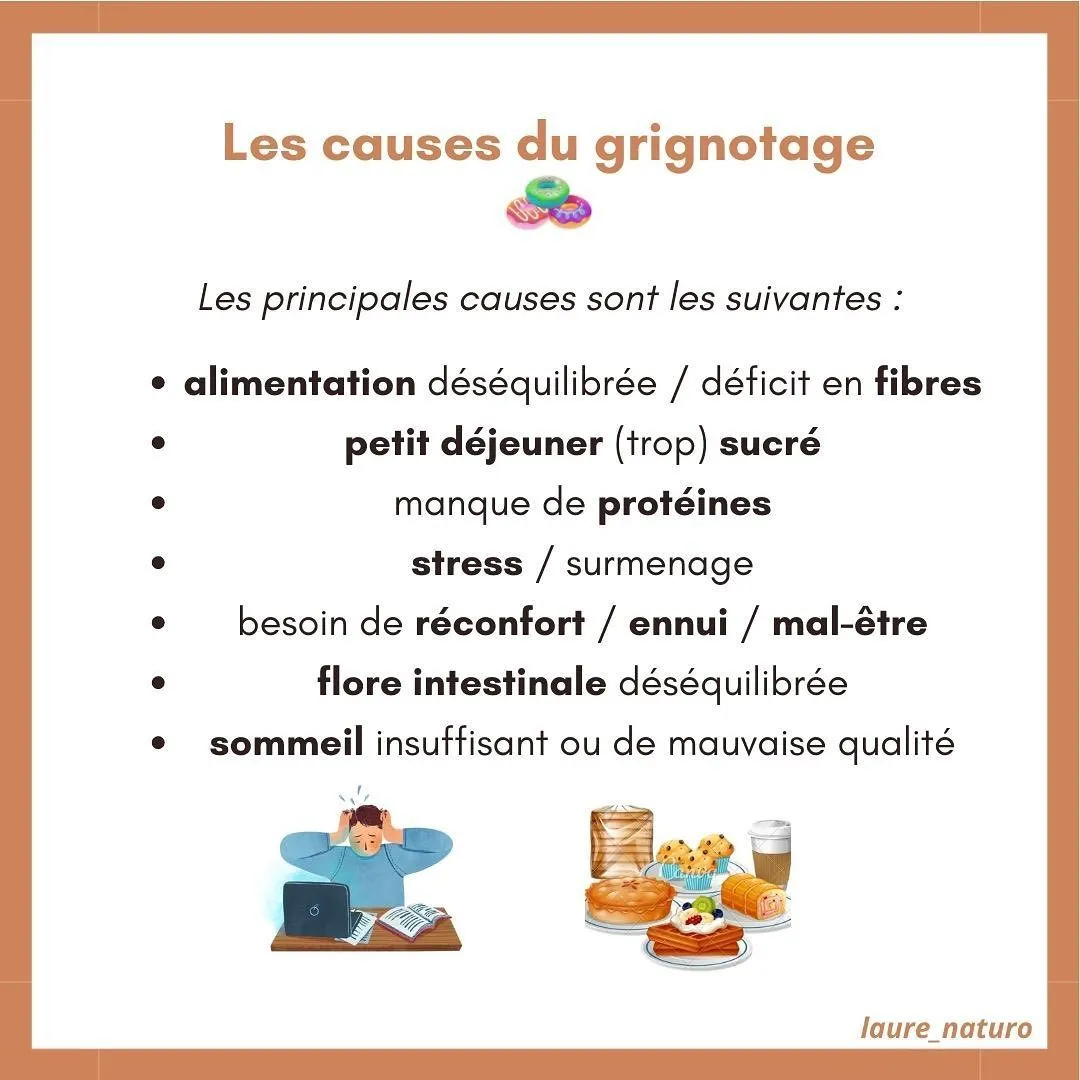 Les causes du grignotage
Les principales causes sont les suivantes :
• alimentation déséquilibrée / déficit en fibres
• petit déjeuner (trop) sucré
• manque de protéines
• stress / surmenage
• besoin de réconfort / ennui / mal-être
• flore intestinale déséquilibrée
• sommeil insuffisant ou de mauvaise qualité
Canva
laure_naturo